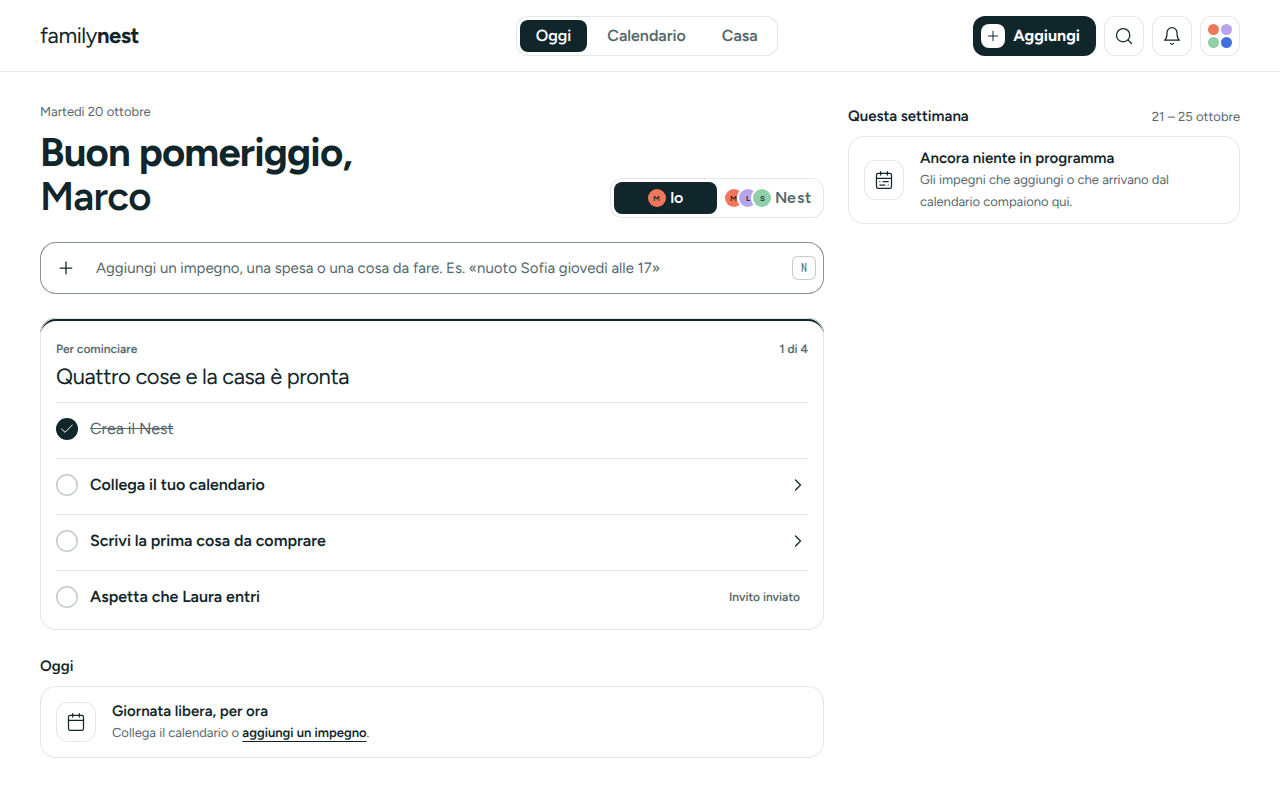 familynest
Oggi
Calendario
Casa
Aggiungi
Martedì 20 ottobre
Buon pomeriggio,
Marco
M Io
M L S Nest
Aggiungi un impegno, una spesa o una cosa da fare. Es. «nuoto Sofia giovedì alle 17»
N
Per cominciare
1 di 4
Quattro cose e la casa è pronta
Crea il Nest
Collega il tuo calendario
Scrivi la prima cosa da comprare
Aspetta che Laura entri
Invito inviato
Oggi
Giornata libera, per ora
Collega il calendario o aggiungi un impegno.
Questa settimana
21 – 25 ottobre
Ancora niente in programma
Gli impegni che aggiungi o che arrivano dal
calendario compaiono qui.